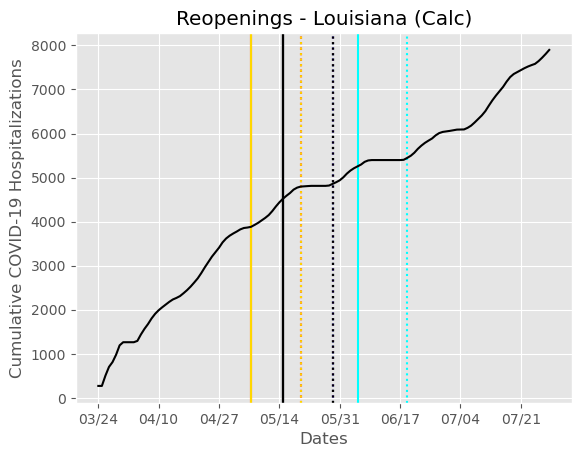 Reopenings - Louisiana (Calc)
Cumulative COVID-19 Hospitalizations
8000
7000
6000
5000
4000
3000
2000
1000
0
03/24 04/10 04/27 05/14 05/31 06/17 07/04 07/21
Dates